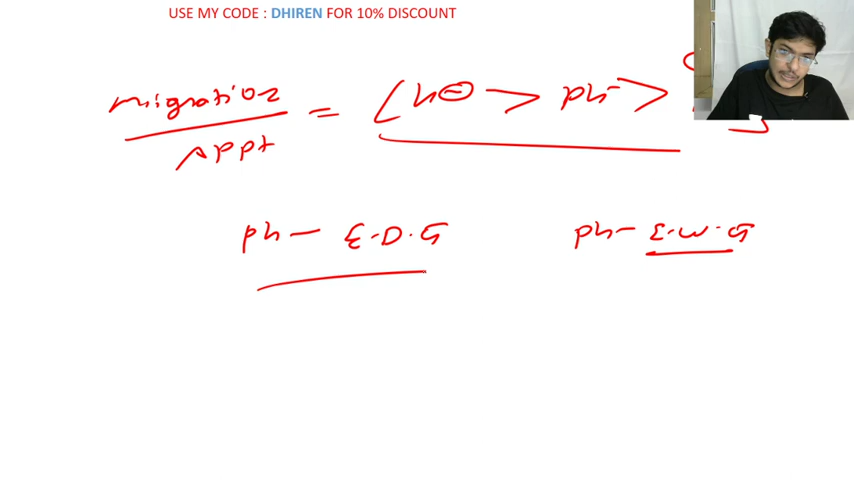 USE MY CODE : DHIREN FOR 10% DISCOUNT
migration = [h⊖ > ph- >
Appt
ph- E.D.G ph- E.W.G